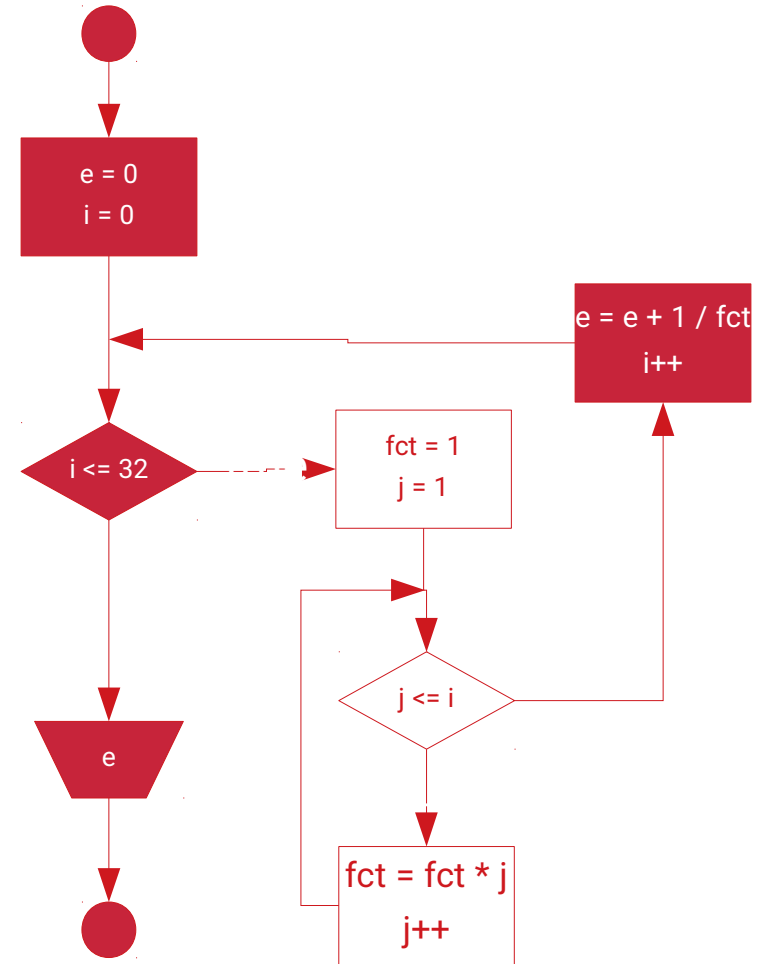 e = 0
i = 0
e = e + 1 / fct
i++
i <= 32
fct = 1
j = 1
j <= i
e
fct = fct * j
j++